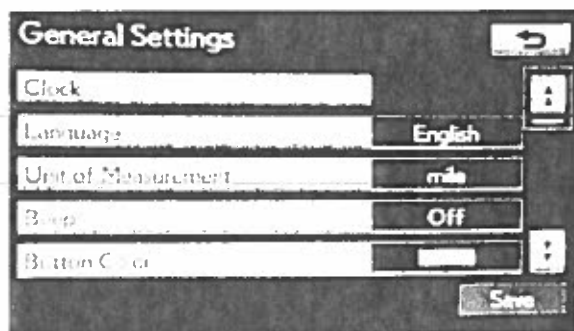 General Settings
Clock
Language English
Unit of Measurement mile
Beep Off
Button Color
Save